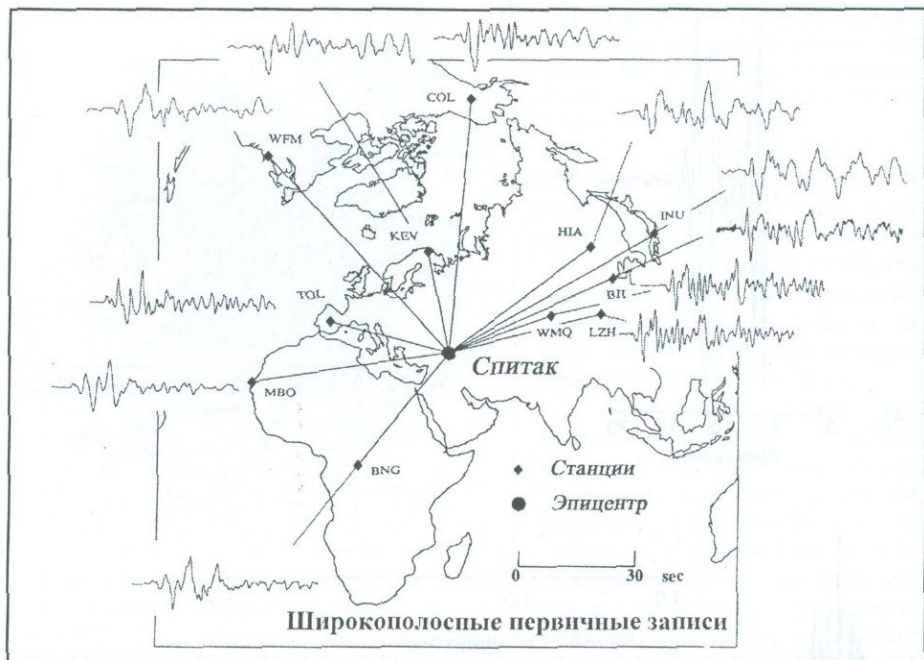 COL
WFM
KEV
HIA
INU
BJI
TOL
WMQ
LZH
Спитак
MBO
BNG
Станции
Эпицентр
0 30 sec
Широкополосные первичные записи